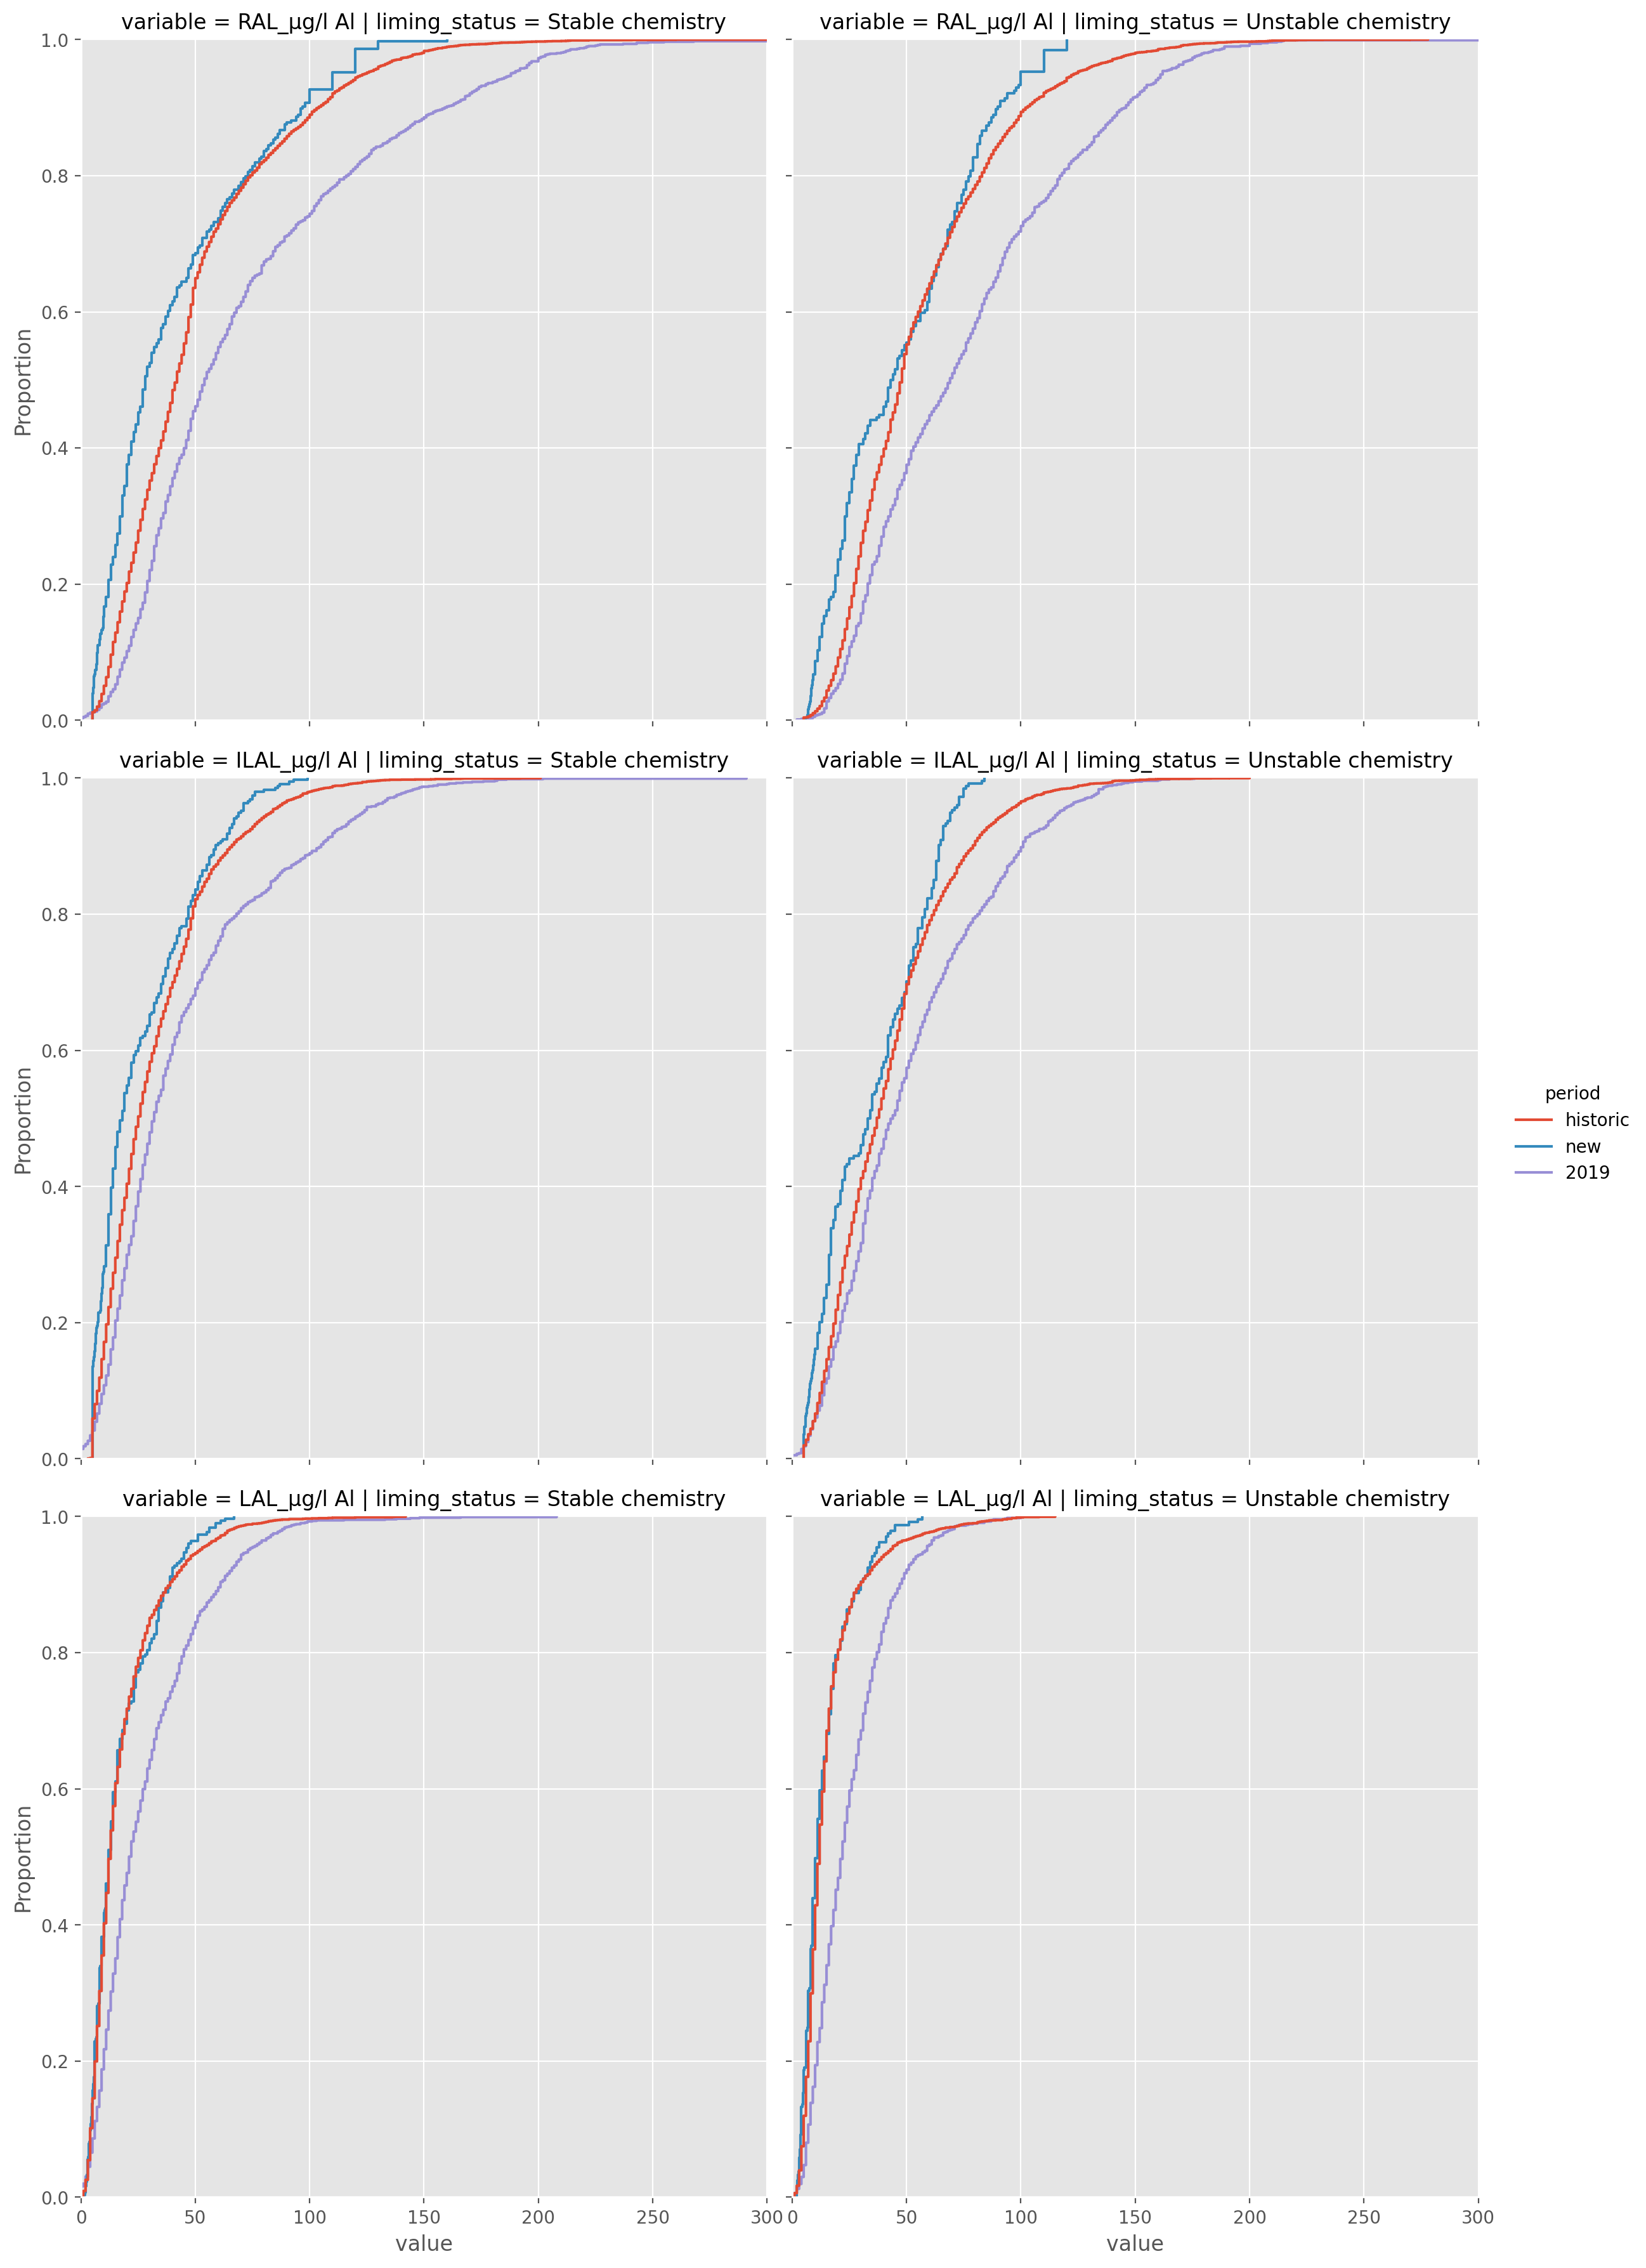 variable = RAL_µg/l Al | liming_status = Stable chemistry
variable = RAL_µg/l Al | liming_status = Unstable chemistry
1.0
0.8
0.6
0.4
0.2
0.0
Proportion
variable = ILAL_µg/l Al | liming_status = Stable chemistry
variable = ILAL_µg/l Al | liming_status = Unstable chemistry
1.0
0.8
0.6
0.4
0.2
0.0
Proportion
period
historic
new
2019
variable = LAL_µg/l Al | liming_status = Stable chemistry
variable = LAL_µg/l Al | liming_status = Unstable chemistry
1.0
0.8
0.6
0.4
0.2
0.0
Proportion
0 50 100 150 200 250 300
0 50 100 150 200 250 300
value
value